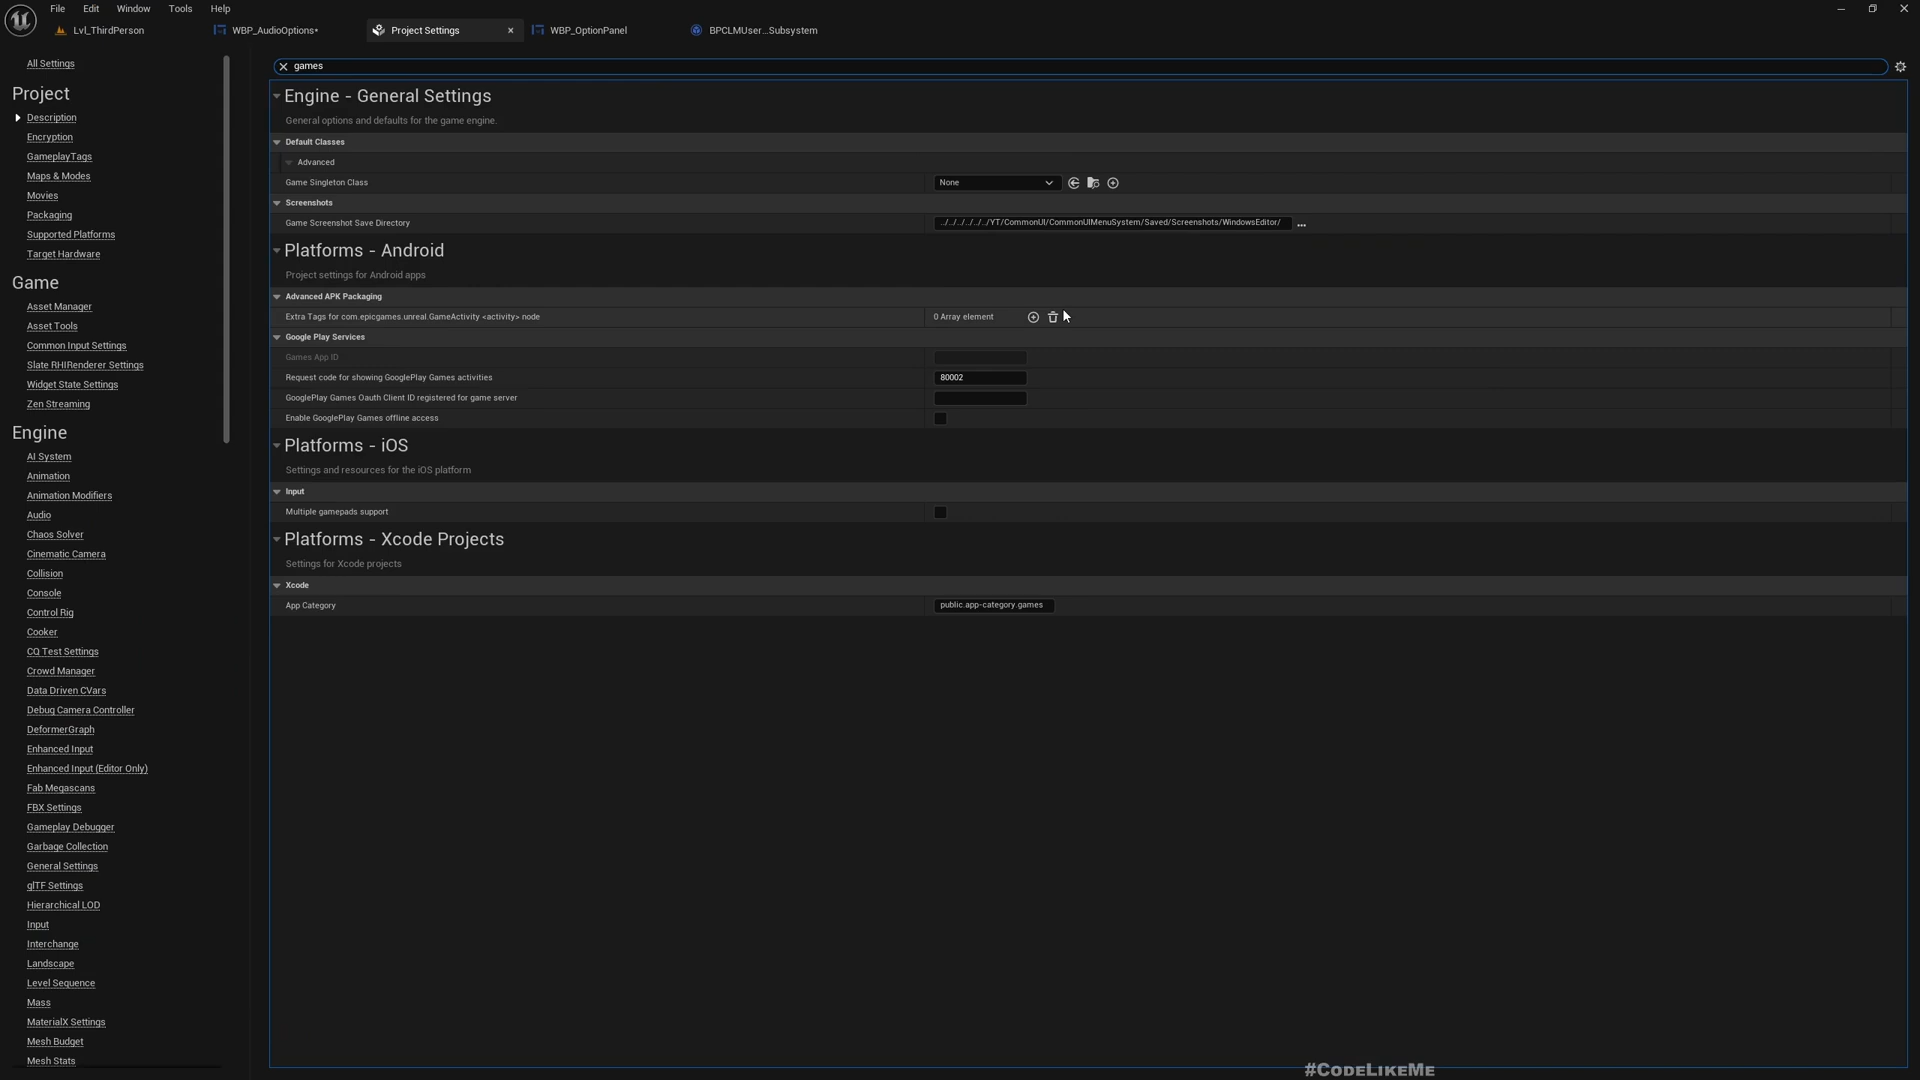 File Edit Window Tools Help
Lvl_ThirdPerson
WBP_AudioOptions*
Project Settings
WBP_OptionPanel
BPCLMUser...Subsystem
All Settings
Project
Description
Encryption
GameplayTags
Maps & Modes
Movies
Packaging
Supported Platforms
Target Hardware
Game
Asset Manager
Asset Tools
Common Input Settings
Slate RHIRenderer Settings
Widget State Settings
Zen Streaming
Engine
AI System
Animation
Animation Modifiers
Audio
Chaos Solver
Cinematic Camera
Collision
Console
Control Rig
Cooker
CQ Test Settings
Crowd Manager
Data Driven CVars
Debug Camera Controller
DeformerGraph
Enhanced Input
Enhanced Input (Editor Only)
Fab Megascans
FBX Settings
Gameplay Debugger
Garbage Collection
General Settings
glTF Settings
Hierarchical LOD
Input
Interchange
Landscape
Level Sequence
Mass
MaterialX Settings
Mesh Budget
Mesh Stats
games
Engine - General Settings
General options and defaults for the game engine.
Default Classes
Advanced
Game Singleton Class None
Screenshots
Game Screenshot Save Directory ../../../../../../YT/CommonUI/CommonUIMenuSystem/Saved/Screenshots/WindowsEditor/
Platforms - Android
Project settings for Android apps
Advanced APK Packaging
Extra Tags for com.epicgames.unreal.GameActivity <activity> node 0 Array element
Google Play Services
Games App ID
Request code for showing GooglePlay Games activities 80002
GooglePlay Games Oauth Client ID registered for game server
Enable GooglePlay Games offline access
Platforms - iOS
Settings and resources for the iOS platform
Input
Multiple gamepads support
Platforms - Xcode Projects
Settings for Xcode projects
Xcode
App Category public.app-category.games
#CODELIKEME